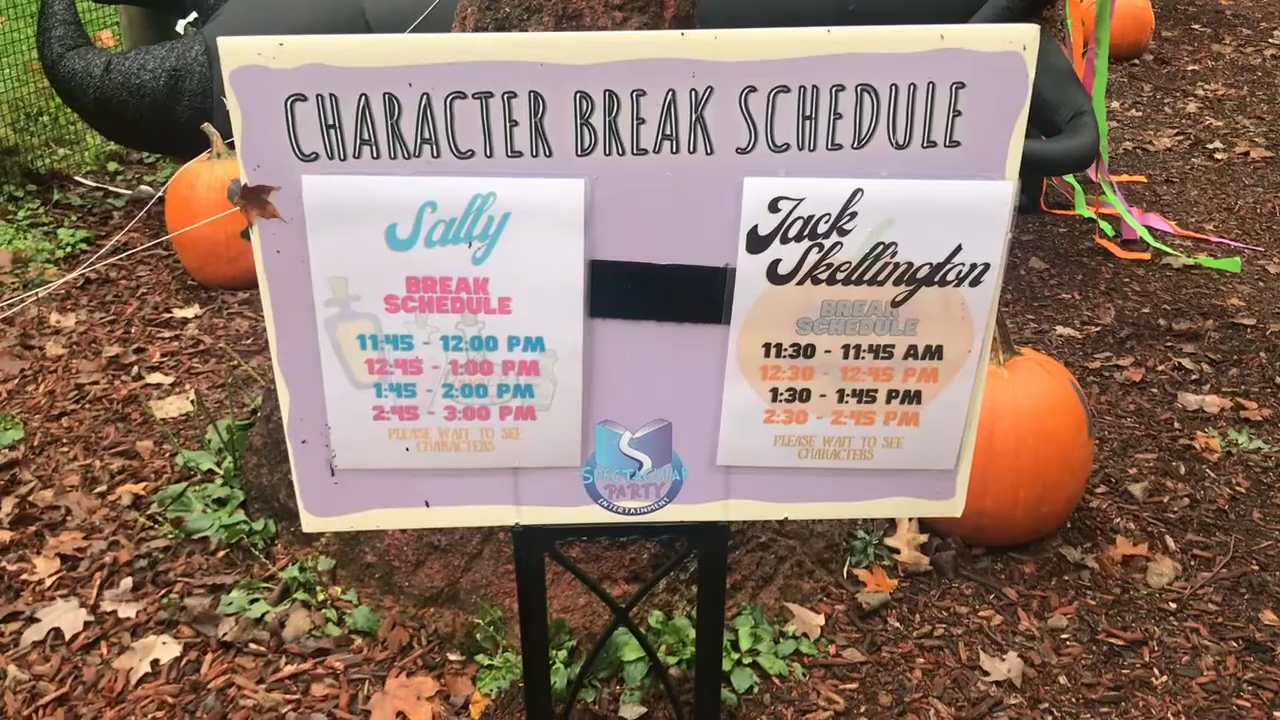 CHARACTER BREAK SCHEDULE
Sally
BREAK
SCHEDULE
11:45 - 12:00 PM
12:45 - 1:00 PM
1:45 - 2:00 PM
2:45 - 3:00 PM
PLEASE WAIT TO SEE
CHARACTERS
Jack
Skellington
BREAK
SCHEDULE
11:30 - 11:45 AM
12:30 - 12:45 PM
1:30 - 1:45 PM
2:30 - 2:45 PM
PLEASE WAIT TO SEE
CHARACTERS
SPECTACULAR
PARTY
ENTERTAINMENT